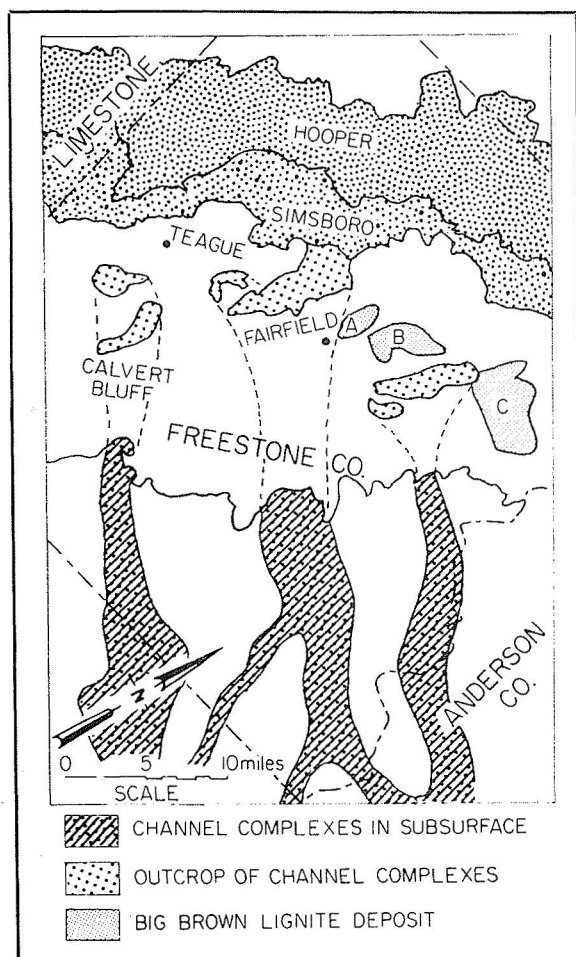 LIMESTONE
HOOPER
SIMSBORO
TEAGUE
FAIRFIELD
A
B
C
CALVERT
BLUFF
FREESTONE CO.
ANDERSON
CO.
N
0 5 10 miles
SCALE
CHANNEL COMPLEXES IN SUBSURFACE
OUTCROP OF CHANNEL COMPLEXES
BIG BROWN LIGNITE DEPOSIT